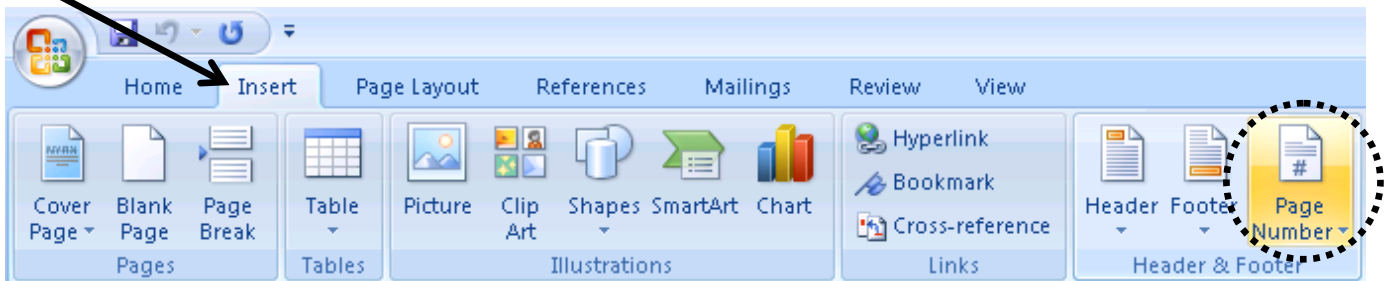 Home Insert Page Layout References Mailings Review View
Cover Page
Blank Page
Page Break
Pages
Table
Tables
Picture
Clip Art
Shapes
SmartArt
Chart
Illustrations
Hyperlink
Bookmark
Cross-reference
Links
Header
Footer
Page Number
Header & Footer